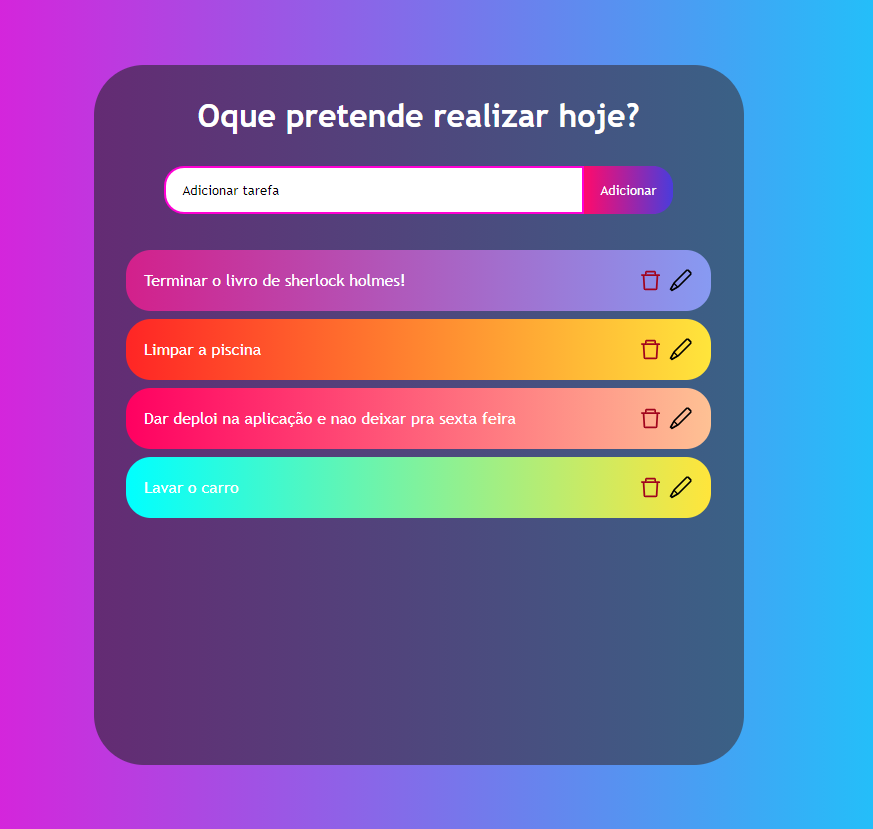 Oque pretende realizar hoje?
Adicionar tarefa
Adicionar
Terminar o livro de sherlock holmes!
Limpar a piscina
Dar deploi na aplicação e nao deixar pra sexta feira
Lavar o carro